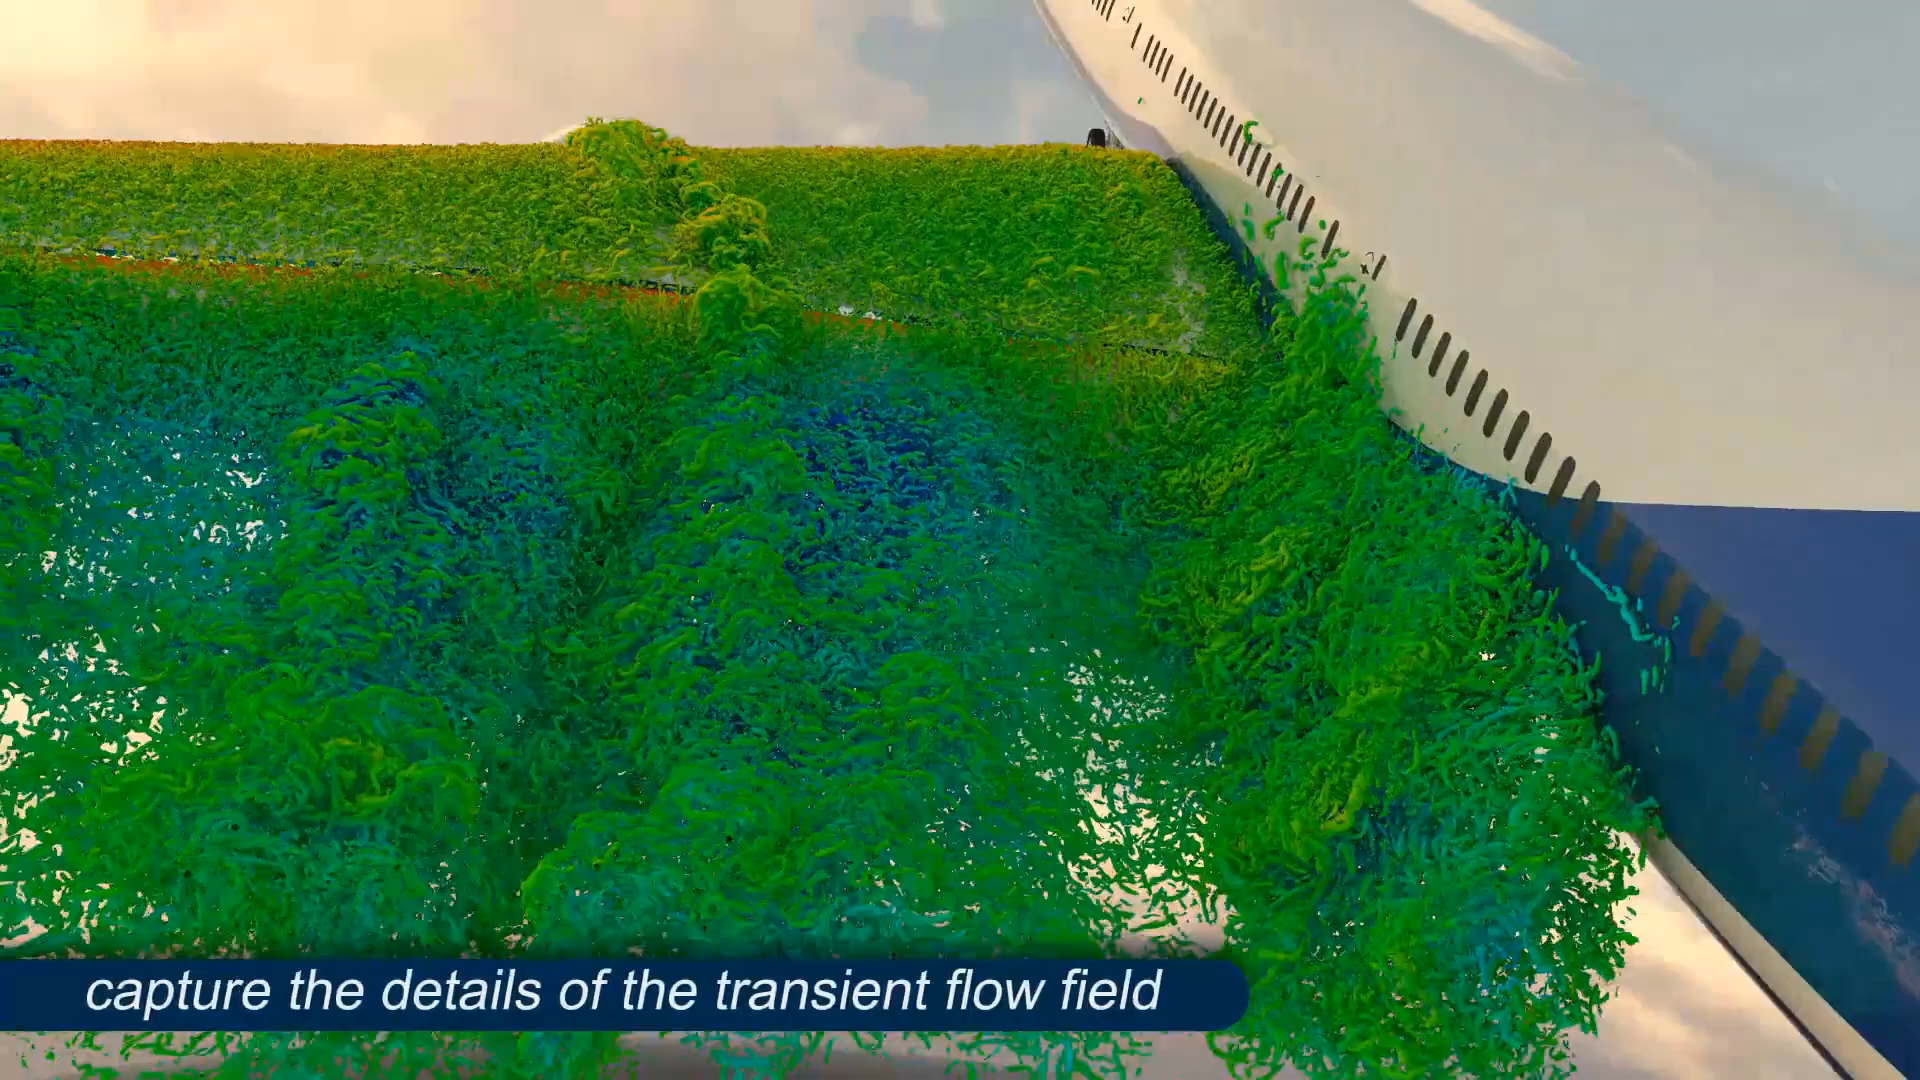 capture the details of the transient flow field